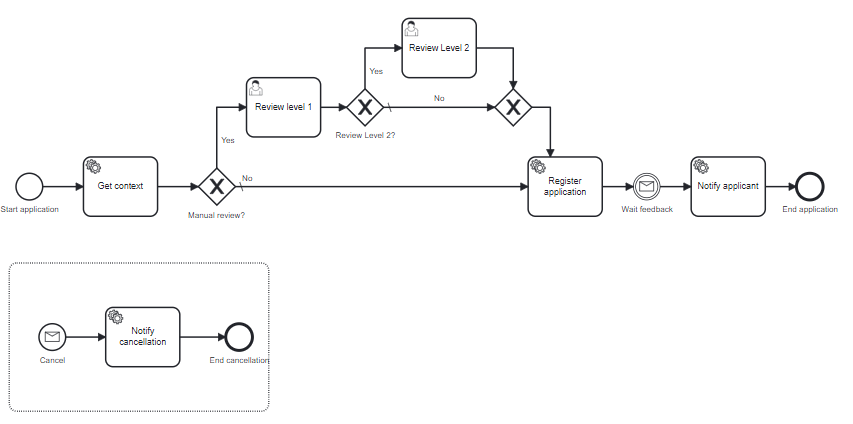 Review Level 2
Yes
Review level 1
No
Review Level 2?
Yes
Get context
No
Register
application
Notify applicant
Start application
Manual review?
Wait feedback
End application
Notify
cancellation
Cancel
End cancellation